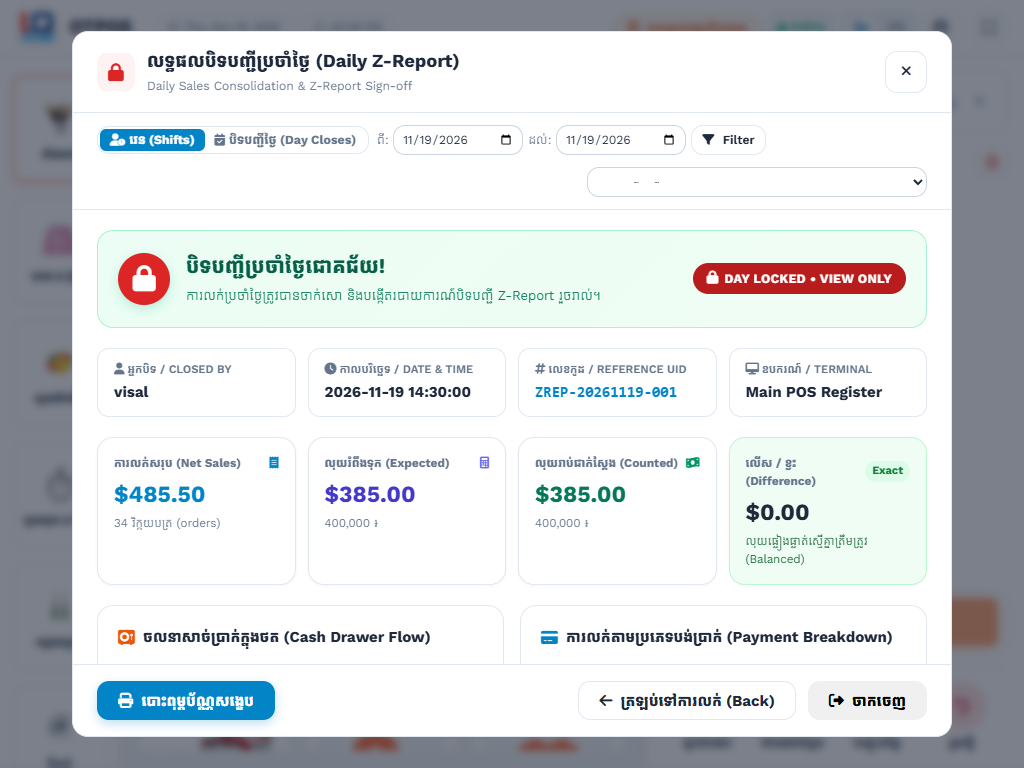 លទ្ធផលបិទបញ្ជីប្រចាំថ្ងៃ (Daily Z-Report)
Daily Sales Consolidation & Z-Report Sign-off
វេន (Shifts) បិទបញ្ជីថ្ងៃ (Day Closes) ពី: 11/19/2026 ដល់: 11/19/2026 Filter
បិទបញ្ជីប្រចាំថ្ងៃជោគជ័យ!
ការលក់ប្រចាំថ្ងៃត្រូវបានចាក់សោ និងបង្កើតរបាយការណ៍បិទបញ្ជី Z-Report រួចរាល់។
DAY LOCKED • VIEW ONLY
អ្នកបិទ / CLOSED BY
visal
កាលបរិច្ឆេទ / DATE & TIME
2026-11-19 14:30:00
លេខកូដ / REFERENCE UID
ZREP-20261119-001
ឧបករណ៍ / TERMINAL
Main POS Register
ការលក់សរុប (Net Sales)
$485.50
34 វិក្កយបត្រ (orders)
លុយរំពឹងទុក (Expected)
$385.00
400,000 ៛
លុយរាប់ជាក់ស្តែង (Counted)
$385.00
400,000 ៛
លើស / ខ្វះ
(Difference)
Exact
$0.00
លុយផ្ទៀងផ្ទាត់ស្មើគ្នាត្រឹមត្រូវ
(Balanced)
ចលនាសាច់ប្រាក់ក្នុងថត (Cash Drawer Flow)
ការលក់តាមប្រភេទបង់ប្រាក់ (Payment Breakdown)
បោះពុម្ពប័ណ្ណសង្ខេប
ត្រឡប់ទៅការលក់ (Back)
ចាកចេញ